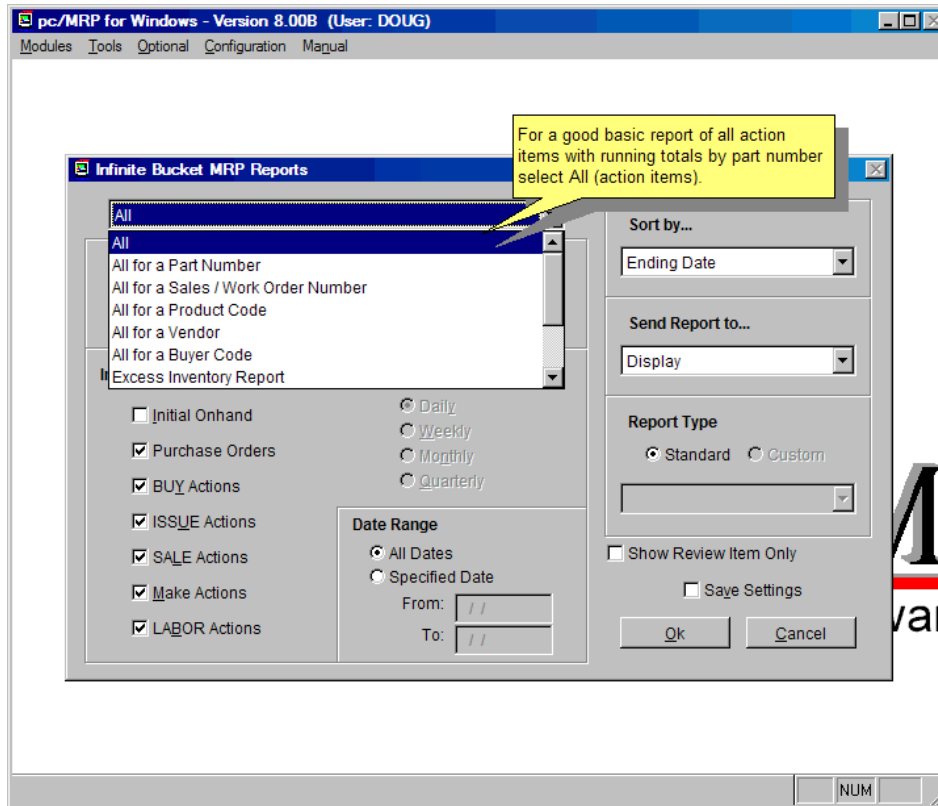 pc/MRP for Windows - Version 8.00B (User: DOUG)
Modules Tools Optional Configuration Manual
For a good basic report of all action
items with running totals by part number
select All (action items).
Infinite Bucket MRP Reports
All
All
All for a Part Number
All for a Sales / Work Order Number
All for a Product Code
All for a Vendor
All for a Buyer Code
Excess Inventory Report
Initial Onhand
Purchase Orders
BUY Actions
ISSUE Actions
SALE Actions
Make Actions
LABOR Actions
Daily
Weekly
Monthly
Quarterly
Date Range
All Dates
Specified Date
From: / /
To: / /
Sort by...
Ending Date
Send Report to...
Display
Report Type
Standard Custom
Show Review Item Only
Save Settings
Ok Cancel
NUM